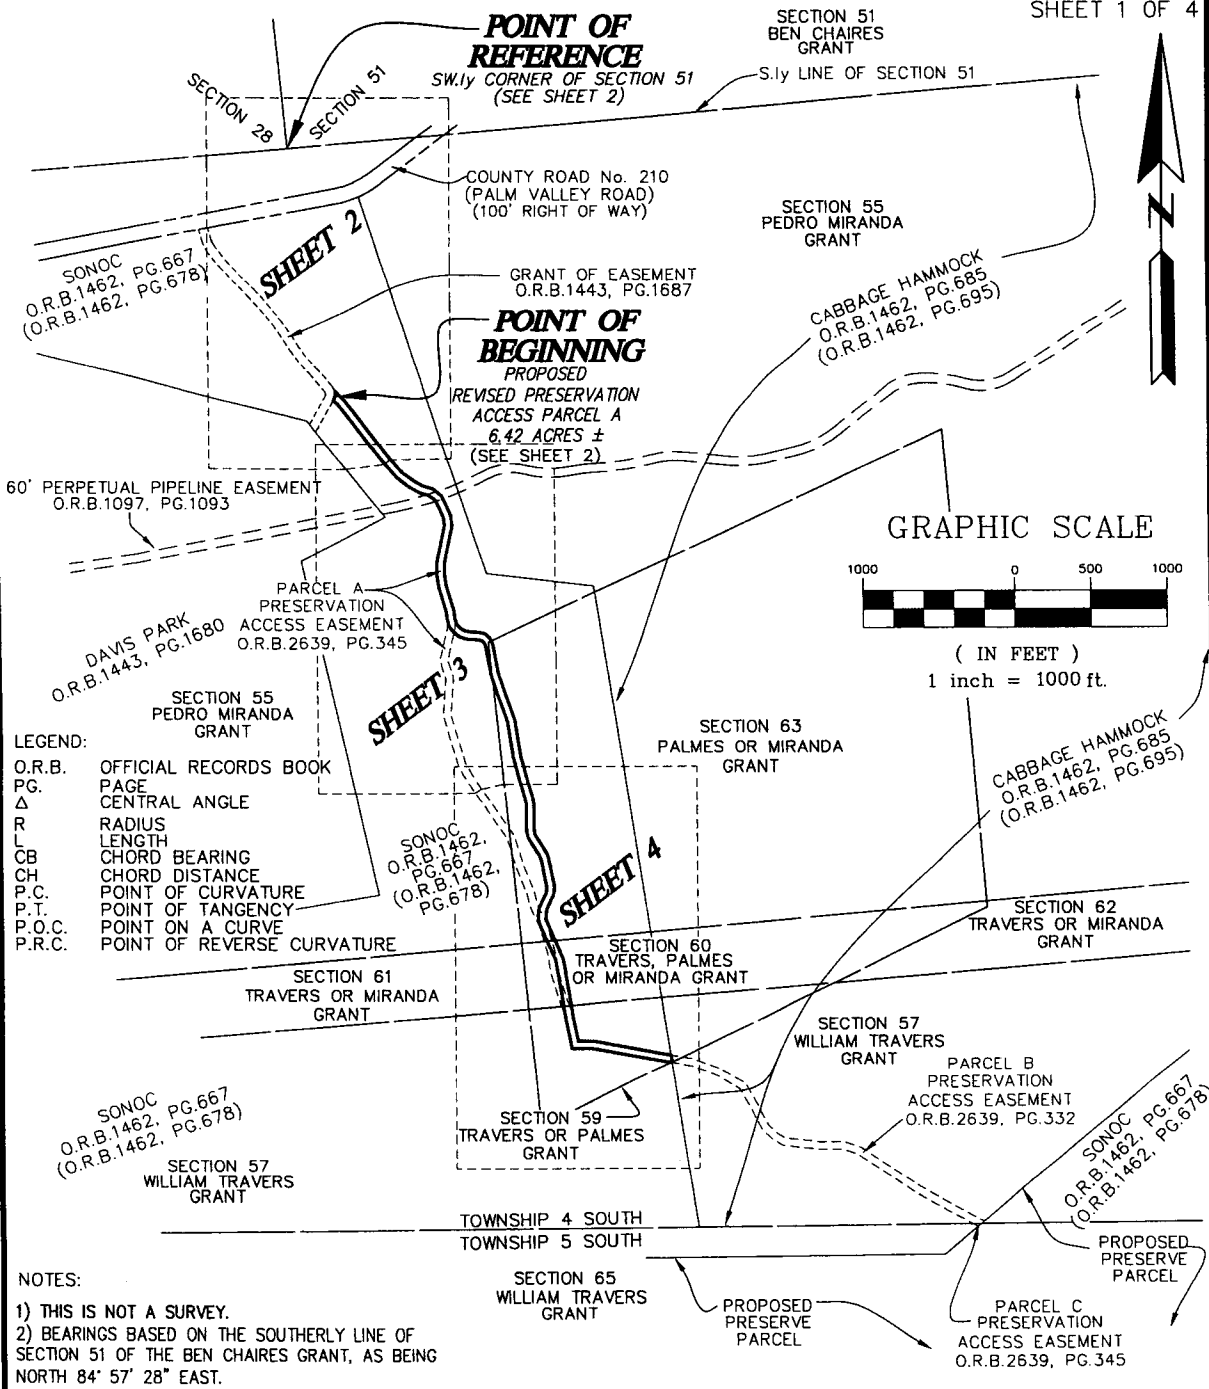 SHEET 1 OF 4
POINT OF
REFERENCE
SW.ly CORNER OF SECTION 51
(SEE SHEET 2)
SECTION 51
BEN CHAIRES
GRANT
S.ly LINE OF SECTION 51
SECTION 28
SECTION 51
COUNTY ROAD No. 210
(PALM VALLEY ROAD)
(100' RIGHT OF WAY)
SECTION 55
PEDRO MIRANDA
GRANT
N
SHEET 2
SONOC
O.R.B.1462, PG.667
(O.R.B.1462, PG.678)
GRANT OF EASEMENT
O.R.B.1443, PG.1687
CABBAGE HAMMOCK
O.R.B.1462, PG.685
(O.R.B.1462, PG.695)
POINT OF
BEGINNING
PROPOSED
REVISED PRESERVATION
ACCESS PARCEL A
6.42 ACRES ±
(SEE SHEET 2)
60' PERPETUAL PIPELINE EASEMENT
O.R.B.1097, PG.1093
GRAPHIC SCALE
1000 0 500 1000
( IN FEET )
1 inch = 1000 ft.
PARCEL A
PRESERVATION
ACCESS EASEMENT
O.R.B.2639, PG.345
DAVIS PARK
O.R.B.1443, PG.1680
SHEET 3
SECTION 55
PEDRO MIRANDA
GRANT
SECTION 63
PALMES OR MIRANDA
GRANT
CABBAGE HAMMOCK
O.R.B.1462, PG.685
(O.R.B.1462, PG.695)
LEGEND:
O.R.B. OFFICIAL RECORDS BOOK
PG. PAGE
Δ CENTRAL ANGLE
R RADIUS
L LENGTH
CB CHORD BEARING
CH CHORD DISTANCE
P.C. POINT OF CURVATURE
P.T. POINT OF TANGENCY
P.O.C. POINT ON A CURVE
P.R.C. POINT OF REVERSE CURVATURE
SONOC
O.R.B.1462,
PG.667
(O.R.B.1462,
PG.678)
SHEET 4
SECTION 62
TRAVERS OR MIRANDA
GRANT
SECTION 60
TRAVERS, PALMES
OR MIRANDA GRANT
SECTION 61
TRAVERS OR MIRANDA
GRANT
SECTION 57
WILLIAM TRAVERS
GRANT
PARCEL B
PRESERVATION
ACCESS EASEMENT
O.R.B.2639, PG.332
SONOC
O.R.B.1462, PG.667
(O.R.B.1462, PG.678)
SECTION 59
TRAVERS OR PALMES
GRANT
SONOC
O.R.B.1462, PG.667
(O.R.B.1462, PG.678)
SECTION 57
WILLIAM TRAVERS
GRANT
TOWNSHIP 4 SOUTH
TOWNSHIP 5 SOUTH
PROPOSED
PRESERVE
PARCEL
SECTION 65
WILLIAM TRAVERS
GRANT
PROPOSED
PRESERVE
PARCEL
PARCEL C
PRESERVATION
ACCESS EASEMENT
O.R.B.2639, PG.345
NOTES:
1) THIS IS NOT A SURVEY.
2) BEARINGS BASED ON THE SOUTHERLY LINE OF
SECTION 51 OF THE BEN CHAIRES GRANT, AS BEING
NORTH 84° 57' 28" EAST.